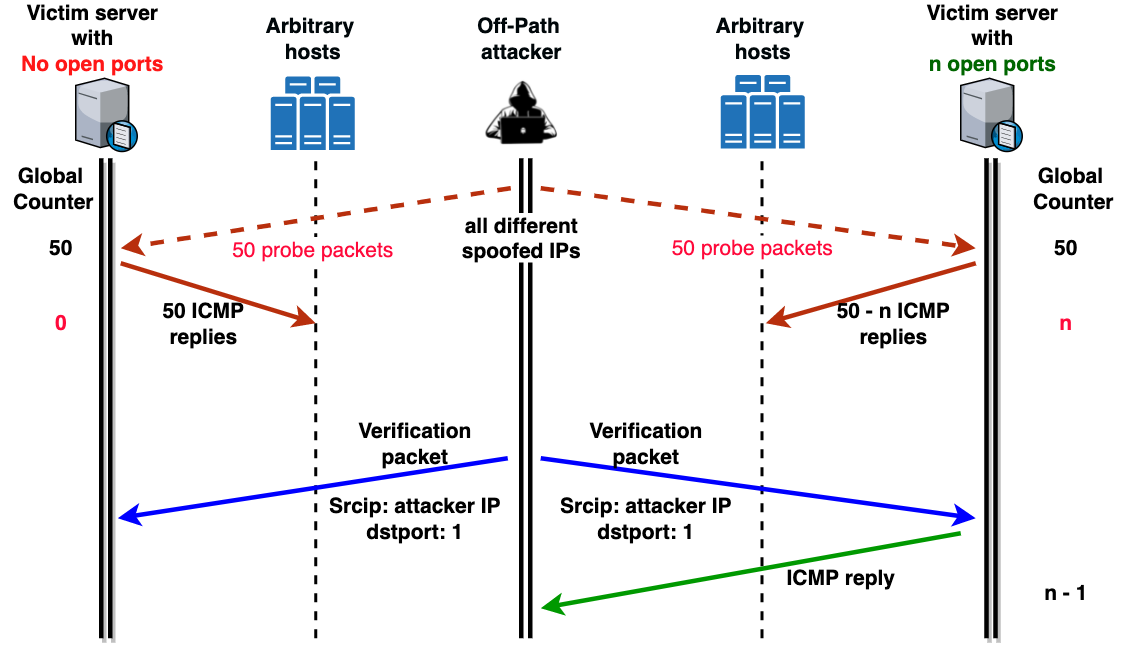 Victim server
with
No open ports
Arbitrary
hosts
Off-Path
attacker
Arbitrary
hosts
Victim server
with
n open ports
Global
Counter
50
0
50 probe packets
all different
spoofed IPs
50 probe packets
Global
Counter
50
n
50 ICMP
replies
50 - n ICMP
replies
Verification
packet
Verification
packet
Srcip: attacker IP
dstport: 1
Srcip: attacker IP
dstport: 1
ICMP reply
n - 1